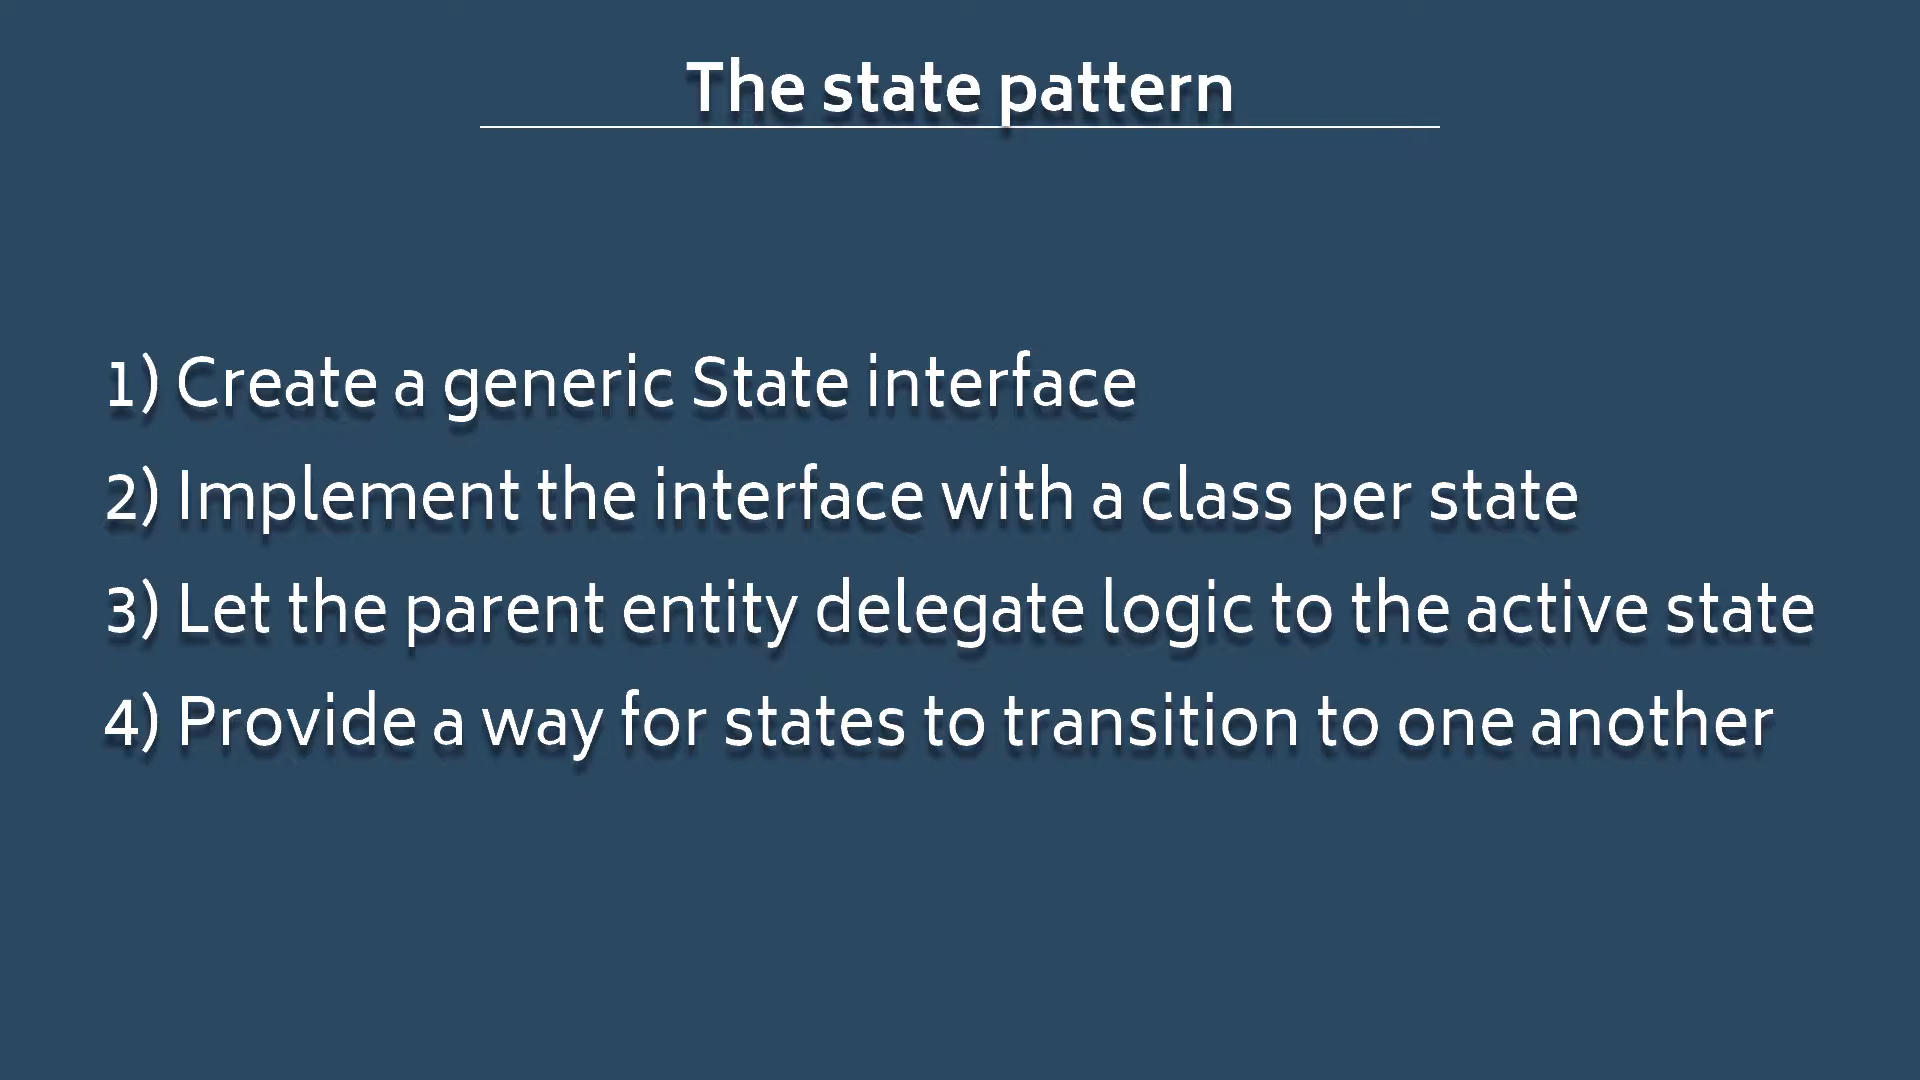 The state pattern
1) Create a generic State interface
2) Implement the interface with a class per state
3) Let the parent entity delegate logic to the active state
4) Provide a way for states to transition to one another